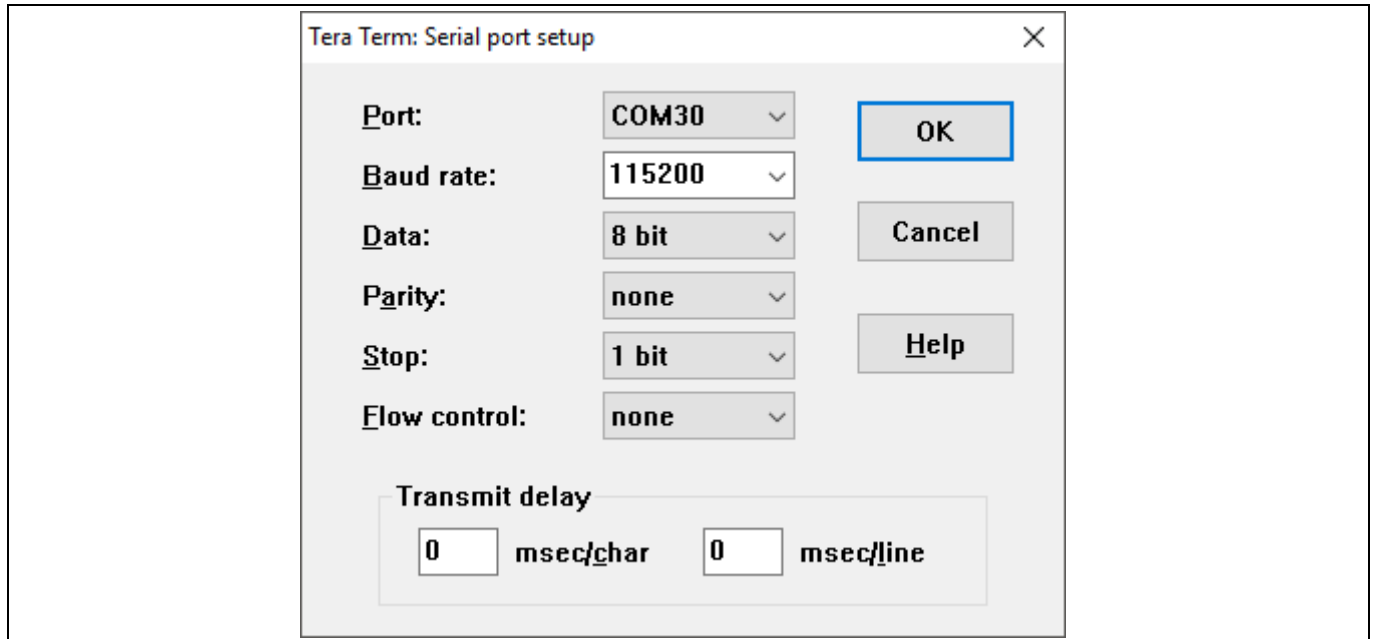 Tera Term: Serial port setup
Port: COM30
OK
Baud rate: 115200
Data: 8 bit
Cancel
Parity: none
Stop: 1 bit
Help
Flow control: none
Transmit delay
0 msec/char 0 msec/line